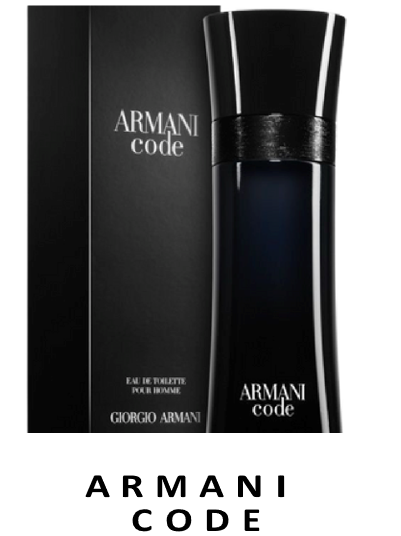 ARMANI
code
EAU DE TOILETTE
POUR HOMME
GIORGIO ARMANI
ARMANI
code
ARMANI
CODE